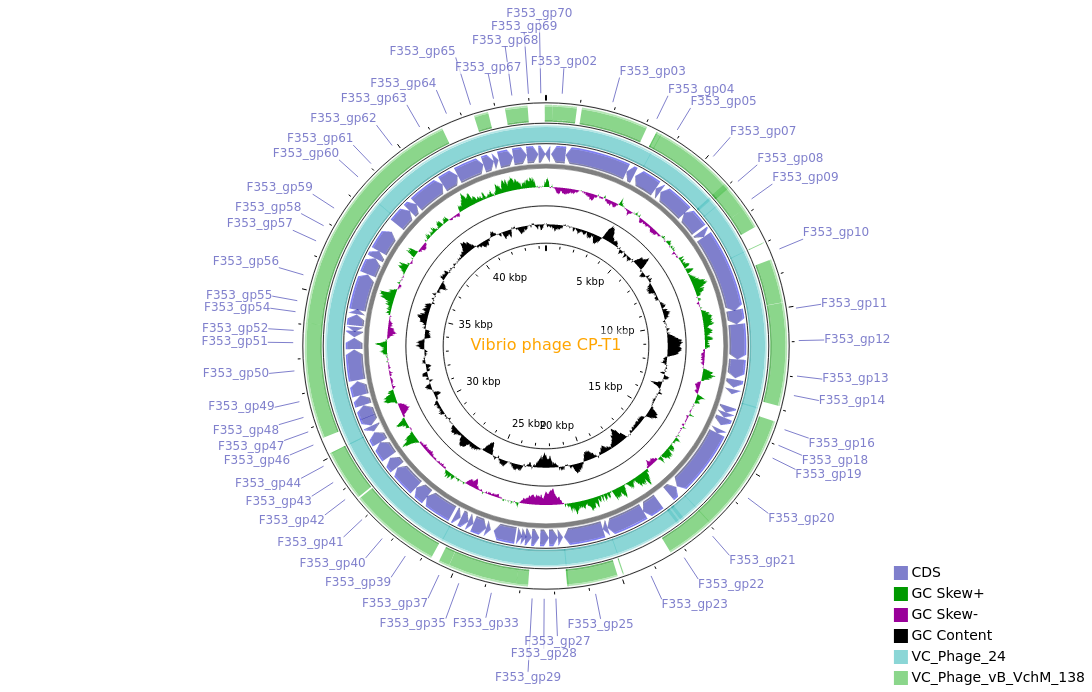 F353_gp70
F353_gp69
F353_gp68
F353_gp65
F353_gp67
F353_gp02
F353_gp03
F353_gp64
F353_gp04
F353_gp63
F353_gp05
F353_gp62
F353_gp07
F353_gp61
F353_gp60
F353_gp08
F353_gp09
F353_gp59
F353_gp58
F353_gp57
F353_gp10
F353_gp56
40 kbp
5 kbp
F353_gp55
F353_gp54
F353_gp11
35 kbp
10 kbp
F353_gp52
F353_gp51
F353_gp12
Vibrio phage CP-T1
F353_gp50
F353_gp13
30 kbp
15 kbp
F353_gp49
F353_gp14
25 kbp
20 kbp
F353_gp48
F353_gp47
F353_gp46
F353_gp16
F353_gp18
F353_gp19
F353_gp44
F353_gp43
F353_gp42
F353_gp20
F353_gp41
F353_gp40
F353_gp21
F353_gp39
F353_gp22
F353_gp37
F353_gp23
F353_gp35
F353_gp33
F353_gp25
F353_gp27
F353_gp28
F353_gp29
CDS
GC Skew+
GC Skew-
GC Content
VC_Phage_24
VC_Phage_vB_VchM_138